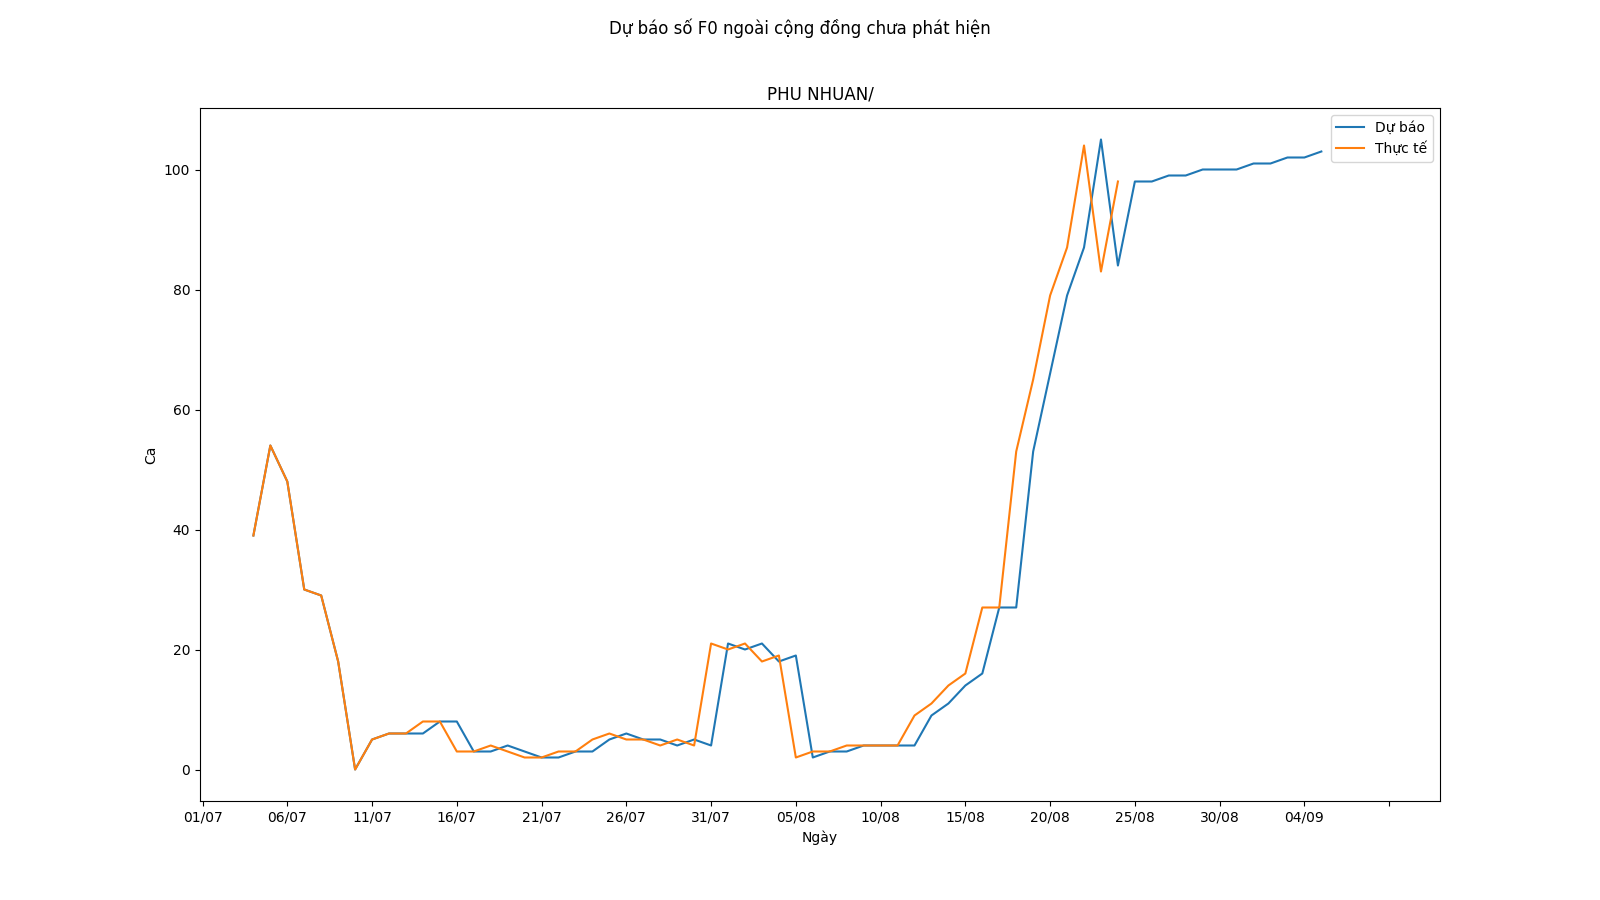 Dự báo số F0 ngoài cộng đồng chưa phát hiện
PHU NHUAN/
Dự báo
Thực tế
100
80
60
40
20
0
Ca
01/07 06/07 11/07 16/07 21/07 26/07 31/07 05/08 10/08 15/08 20/08 25/08 30/08 04/09
Ngày